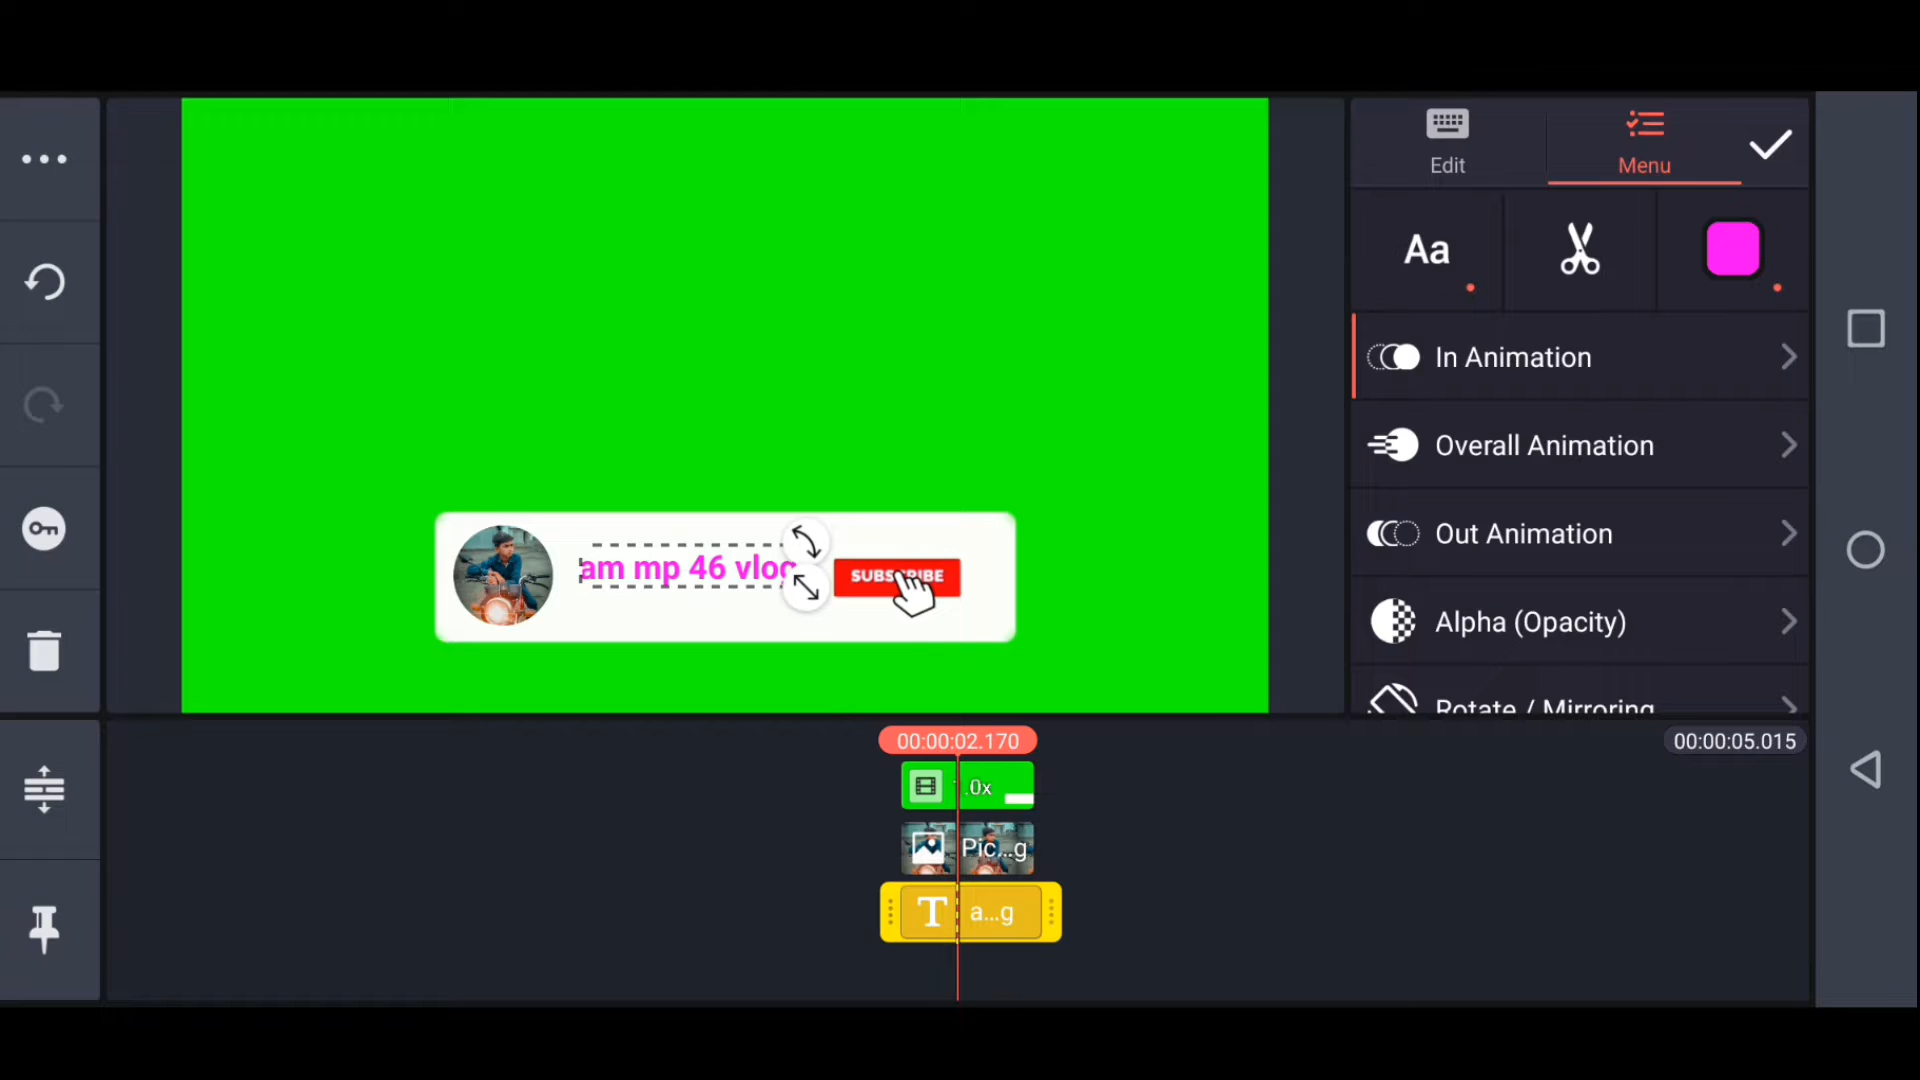 Edit
Menu
Aa
In Animation
Overall Animation
Out Animation
Alpha (Opacity)
Rotate / Mirroring
am mp 46 vlog
SUBSCRIBE
00:00:02.170
00:00:05.015
.0x
Pic...g
T
a...g